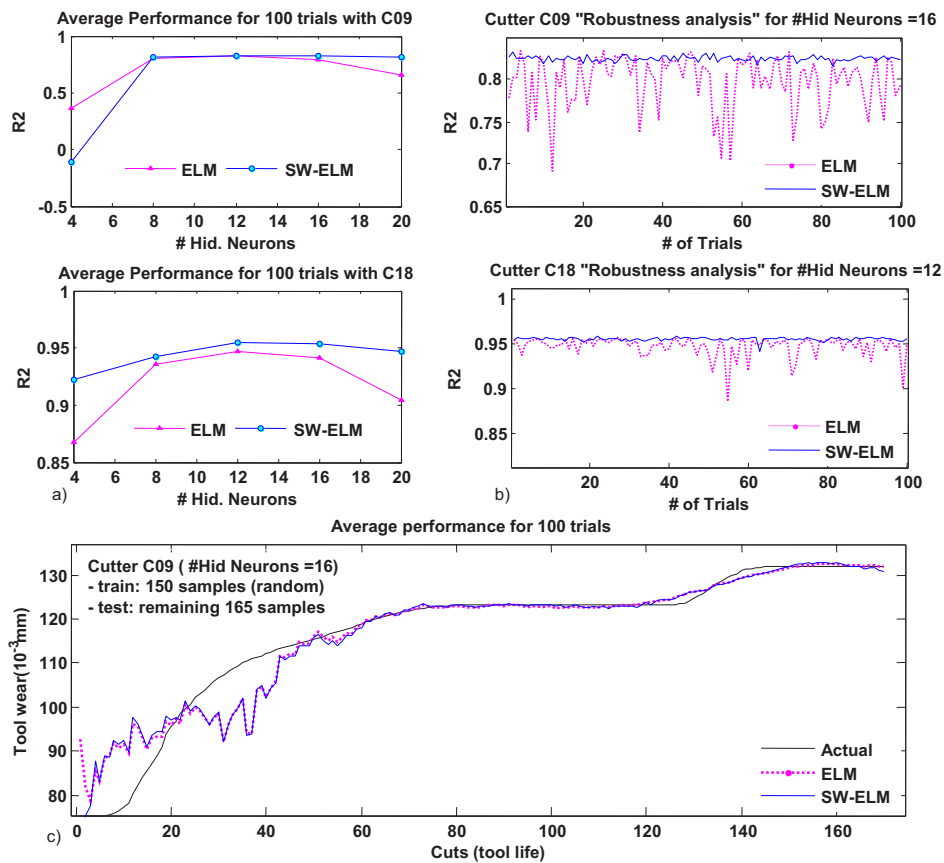 Average Performance for 100 trials with C09
1
0.5
0
-0.5
R2
ELM
SW-ELM
4 6 8 10 12 14 16 18 20
# Hid. Neurons
Cutter C09 "Robustness analysis" for #Hid Neurons =16
0.8
0.75
0.7
0.65
R2
ELM
SW-ELM
20 40 60 80 100
# of Trials
Average Performance for 100 trials with C18
1
0.95
0.9
0.85
R2
ELM
SW-ELM
4 6 8 10 12 14 16 18 20
# Hid. Neurons
a)
Cutter C18 "Robustness analysis" for #Hid Neurons =12
1
0.95
0.9
0.85
R2
ELM
SW-ELM
20 40 60 80 100
# of Trials
b)
Average performance for 100 trials
Cutter C09 ( #Hid Neurons =16)
- train: 150 samples (random)
- test: remaining 165 samples
130
120
110
100
90
80
Tool wear(10⁻³mm)
Actual
ELM
SW-ELM
0 20 40 60 80 100 120 140 160
Cuts (tool life)
c)